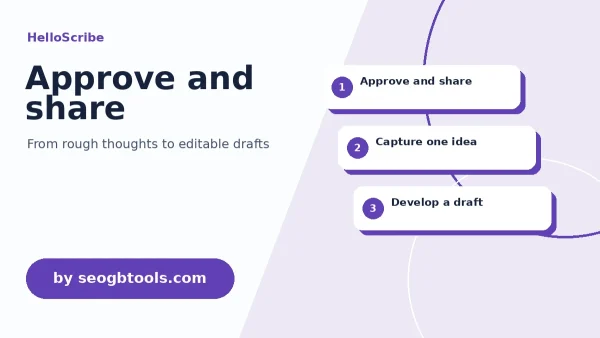 HelloScribe
Approve and
share
From rough thoughts to editable drafts
by seogbtools.com
1 Approve and share
2 Capture one idea
3 Develop a draft